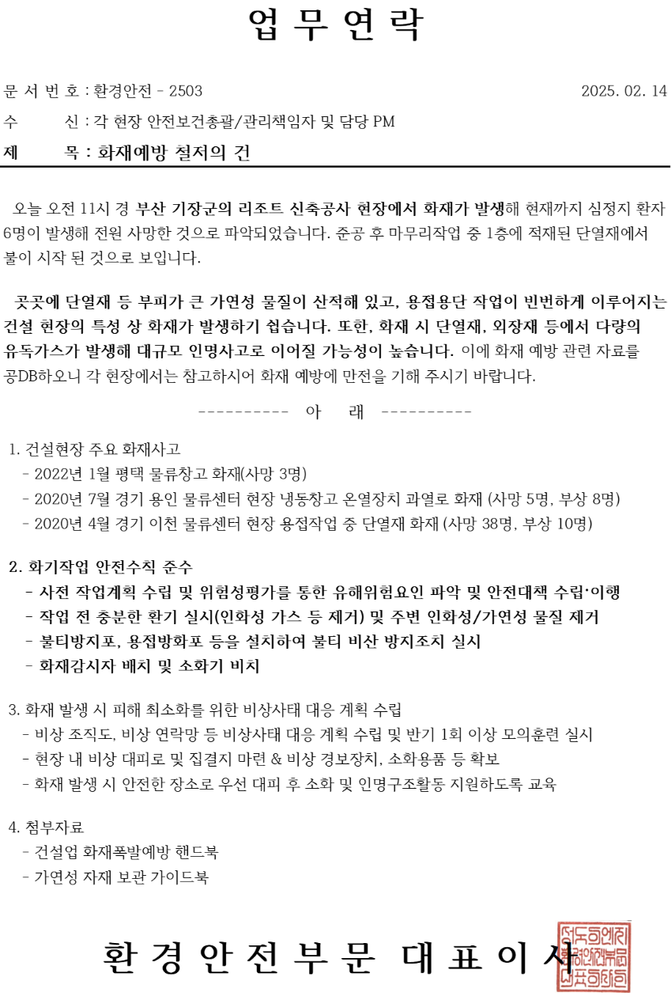 업 무 연 락
문 서 번 호 : 환경안전 - 2503 2025. 02. 14
수 신 : 각 현장 안전보건총괄/관리책임자 및 담당 PM
제 목 : 화재예방 철저의 건
오늘 오전 11시 경 부산 기장군의 리조트 신축공사 현장에서 화재가 발생해 현재까지 심정지 환자
6명이 발생해 전원 사망한 것으로 파악되었습니다. 준공 후 마무리작업 중 1층에 적재된 단열재에서
불이 시작 된 것으로 보입니다.
곳곳에 단열재 등 부피가 큰 가연성 물질이 산적해 있고, 용접용단 작업이 빈번하게 이루어지는
건설 현장의 특성 상 화재가 발생하기 쉽습니다. 또한, 화재 시 단열재, 외장재 등에서 다량의
유독가스가 발생해 대규모 인명사고로 이어질 가능성이 높습니다. 이에 화재 예방 관련 자료를
공DB하오니 각 현장에서는 참고하시어 화재 예방에 만전을 기해 주시기 바랍니다.
---------- 아 래 ----------
1. 건설현장 주요 화재사고
- 2022년 1월 평택 물류창고 화재(사망 3명)
- 2020년 7월 경기 용인 물류센터 현장 냉동창고 온열장치 과열로 화재 (사망 5명, 부상 8명)
- 2020년 4월 경기 이천 물류센터 현장 용접작업 중 단열재 화재 (사망 38명, 부상 10명)
2. 화기작업 안전수칙 준수
- 사전 작업계획 수립 및 위험성평가를 통한 유해위험요인 파악 및 안전대책 수립·이행
- 작업 전 충분한 환기 실시(인화성 가스 등 제거) 및 주변 인화성/가연성 물질 제거
- 불티방지포, 용접방화포 등을 설치하여 불티 비산 방지조치 실시
- 화재감시자 배치 및 소화기 비치
3. 화재 발생 시 피해 최소화를 위한 비상사태 대응 계획 수립
- 비상 조직도, 비상 연락망 등 비상사태 대응 계획 수립 및 반기 1회 이상 모의훈련 실시
- 현장 내 비상 대피로 및 집결지 마련 & 비상 경보장치, 소화용품 등 확보
- 화재 발생 시 안전한 장소로 우선 대피 후 소화 및 인명구조활동 지원하도록 교육
4. 첨부자료
- 건설업 화재폭발예방 핸드북
- 가연성 자재 보관 가이드북
환 경 안 전 부 문 대 표 이 사